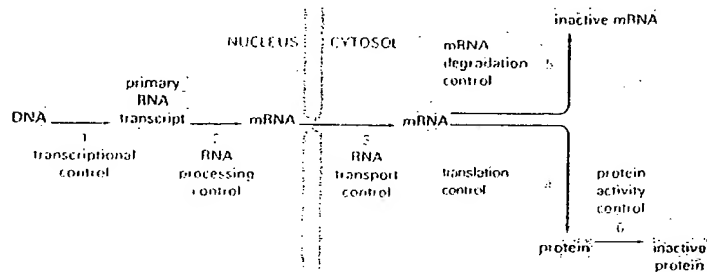 inactive mRNA
NUCLEUS
CYTOSOL
mRNA
degradation
control
5
primary
RNA
transcript
DNA
mRNA
mRNA
1
transcriptional
control
2
RNA
processing
control
3
RNA
transport
control
translation
control
4
protein
activity
control
6
protein
inactive
protein